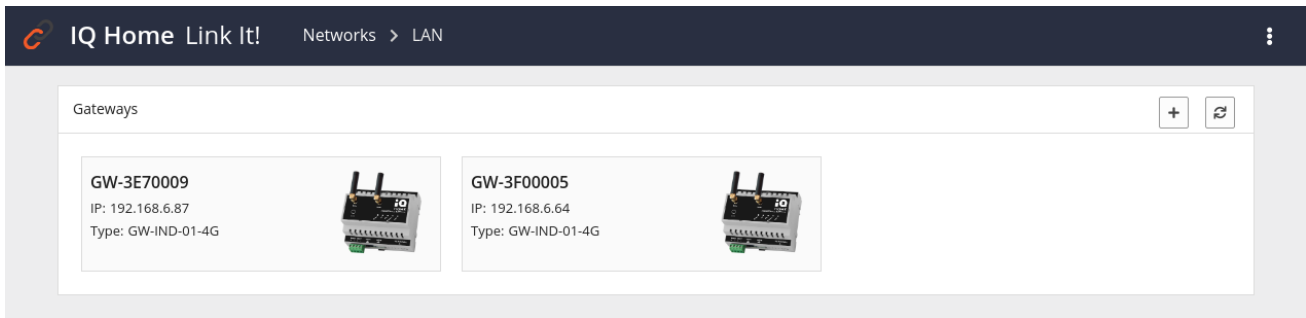 IQ Home Link It! Networks > LAN
Gateways
+
GW-3E70009
IP: 192.168.6.87
Type: GW-IND-01-4G
GW-3F00005
IP: 192.168.6.64
Type: GW-IND-01-4G